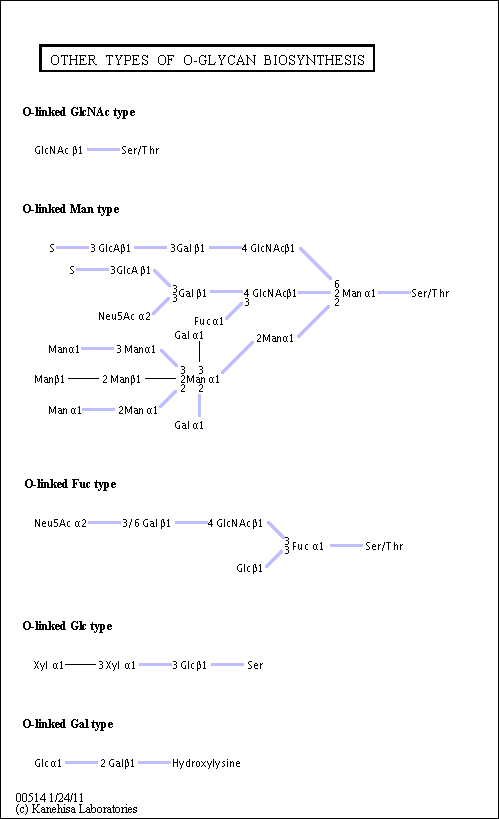 OTHER TYPES OF O-GLYCAN BIOSYNTHESIS
O-linked GlcNAc type
GlcNAc β1 Ser/Thr
O-linked Man type
S 3 GlcAβ1 3Gal β1 4 GlcNAcβ1
S 3GlcA β1
6
3 Gal β1 4 GlcNAcβ1 2 Man α1 Ser/Thr
3 3 2
Neu5Ac α2 Fuc α1
Gal α1 2Manα1
Manα1 3 Manα1
3 3
Manβ1 2 Manβ1 2Man α1
2 2
Man α1 2Man α1
Gal α1
O-linked Fuc type
Neu5Ac α2 3/6 Gal β1 4 GlcNAcβ1
3
3 Fuc α1 Ser/Thr
Glcβ1
O-linked Glc type
Xyl α1 3 Xyl α1 3 Glcβ1 Ser
O-linked Gal type
Glcα1 2 Galβ1 Hydroxylysine
00514 1/24/11
(c) Kanehisa Laboratories